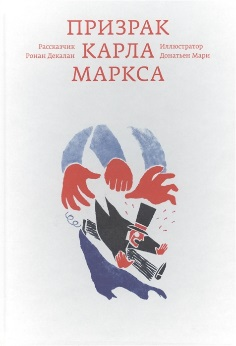 ПРИЗРАК
Рассказчик КАРЛА Иллюстратор
Ронан Декалан МАРКСА Донатьен Мари